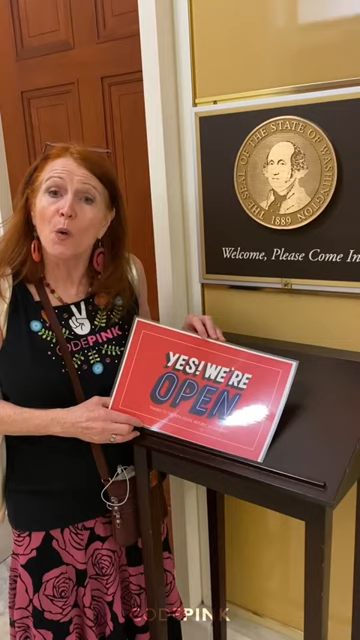 THE SEAL OF THE STATE OF WASHINGTON
1889
Welcome, Please Come In
CODEPINK
YES! WE'RE
OPEN
CODEPINK